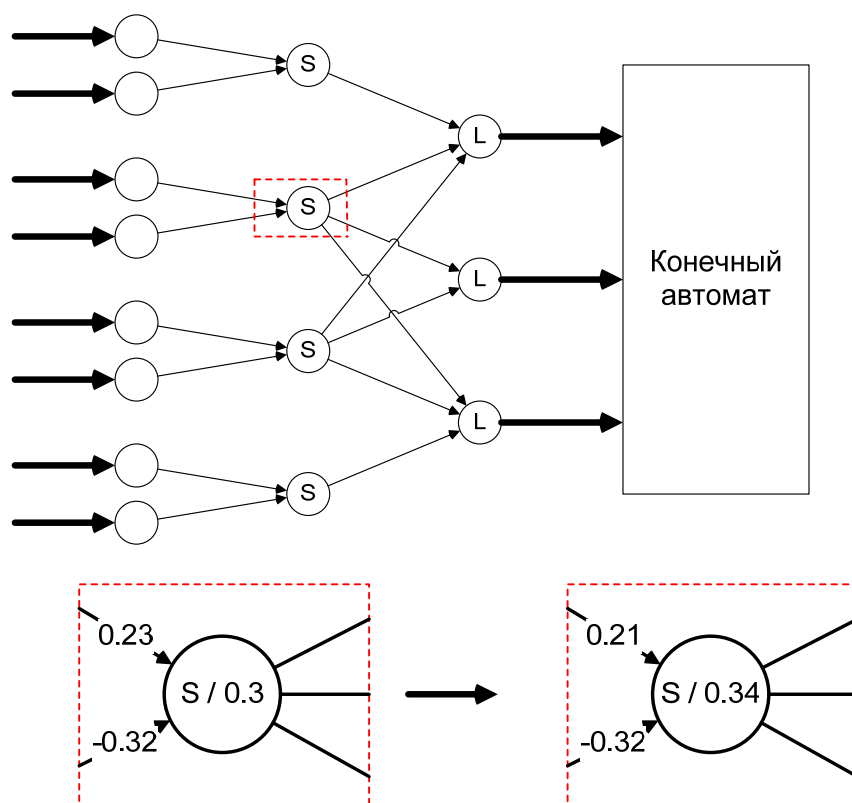 S
L
S
Конечный
автомат
L
S
L
S
0.23
S / 0.3
-0.32
0.21
S / 0.34
-0.32